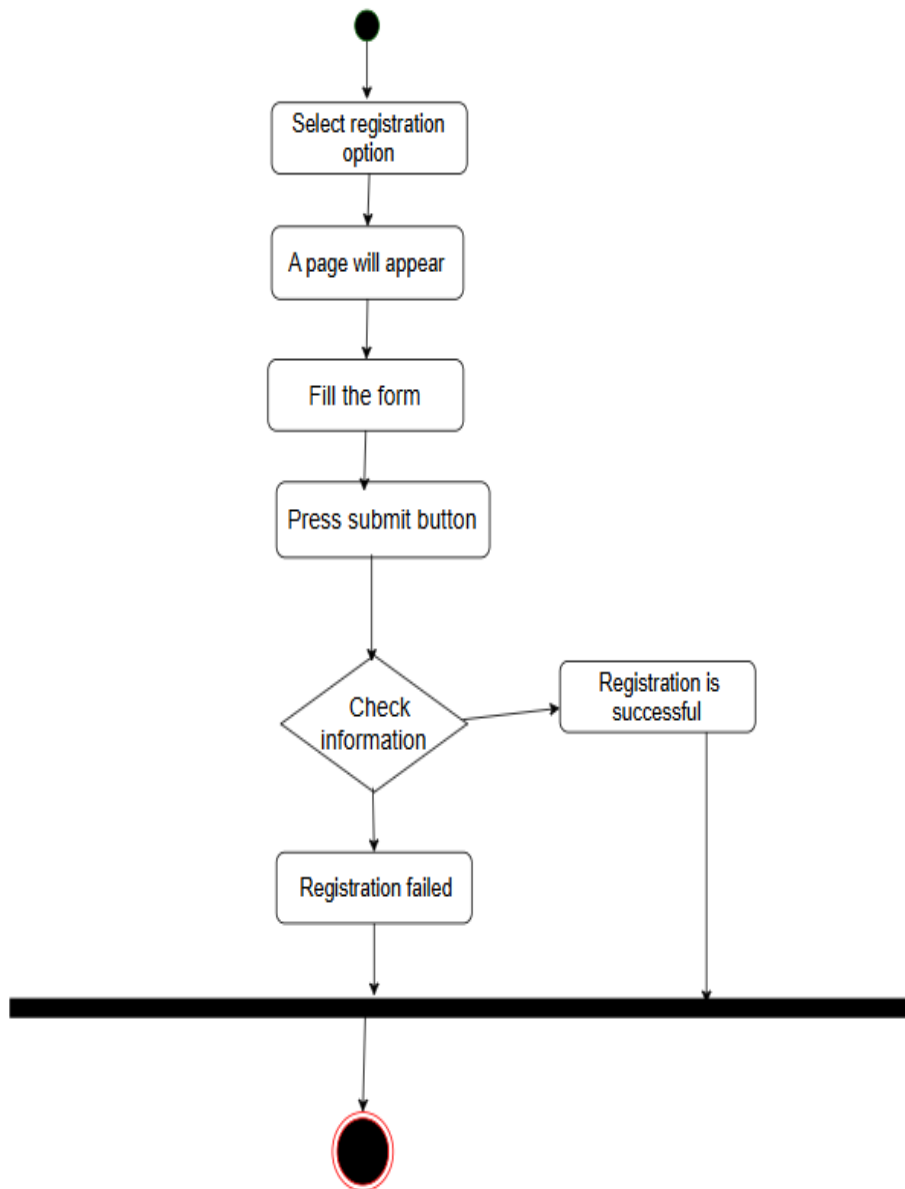 Select registration
option
A page will appear
Fill the form
Press submit button
Check
information
Registration is
successful
Registration failed